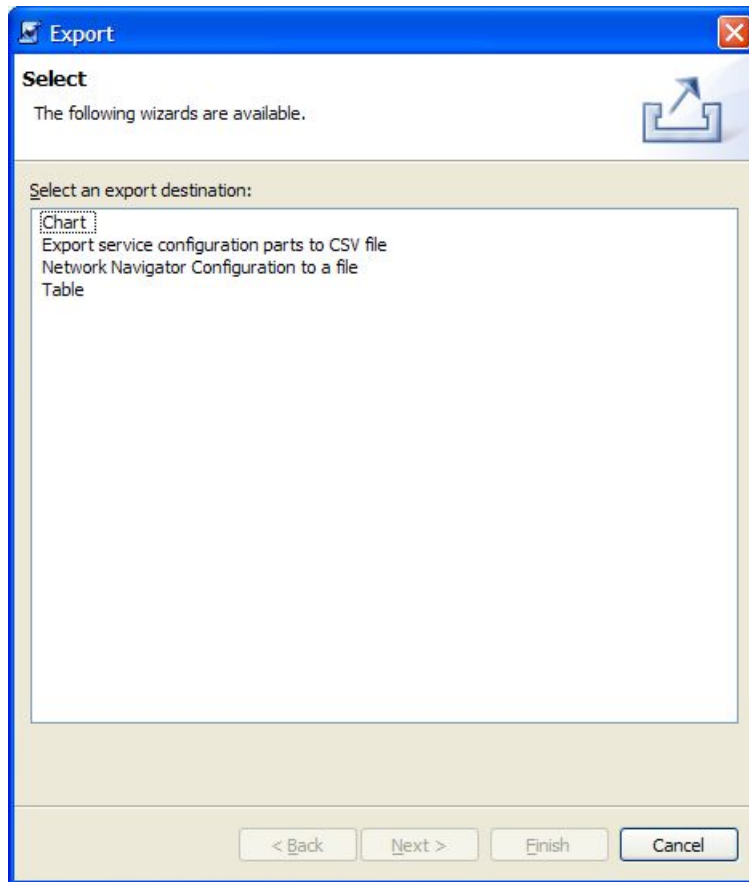 Export
Select
The following wizards are available.
Select an export destination:
Chart
Export service configuration parts to CSV file
Network Navigator Configuration to a file
Table
< Back
Next >
Finish
Cancel